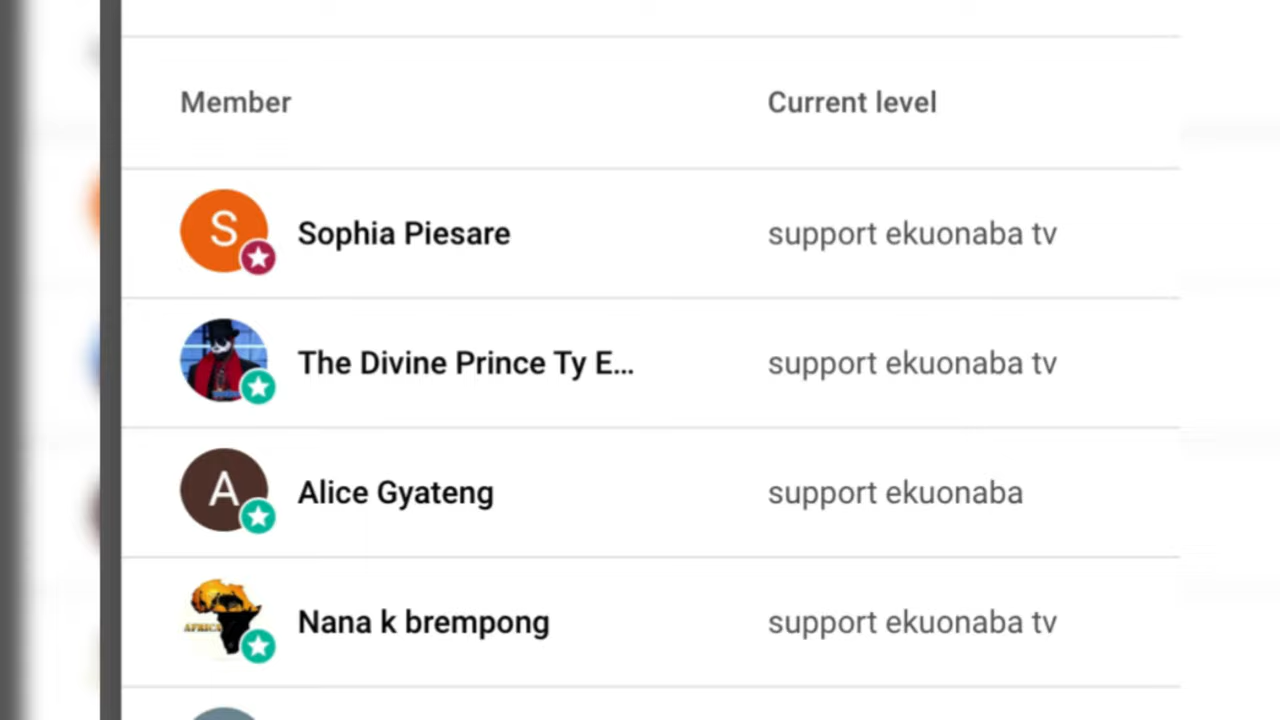 Member Current level
S Sophia Piesare support ekuonaba tv
The Divine Prince Ty E... support ekuonaba tv
A Alice Gyateng support ekuonaba
AFRICA Nana k brempong support ekuonaba tv